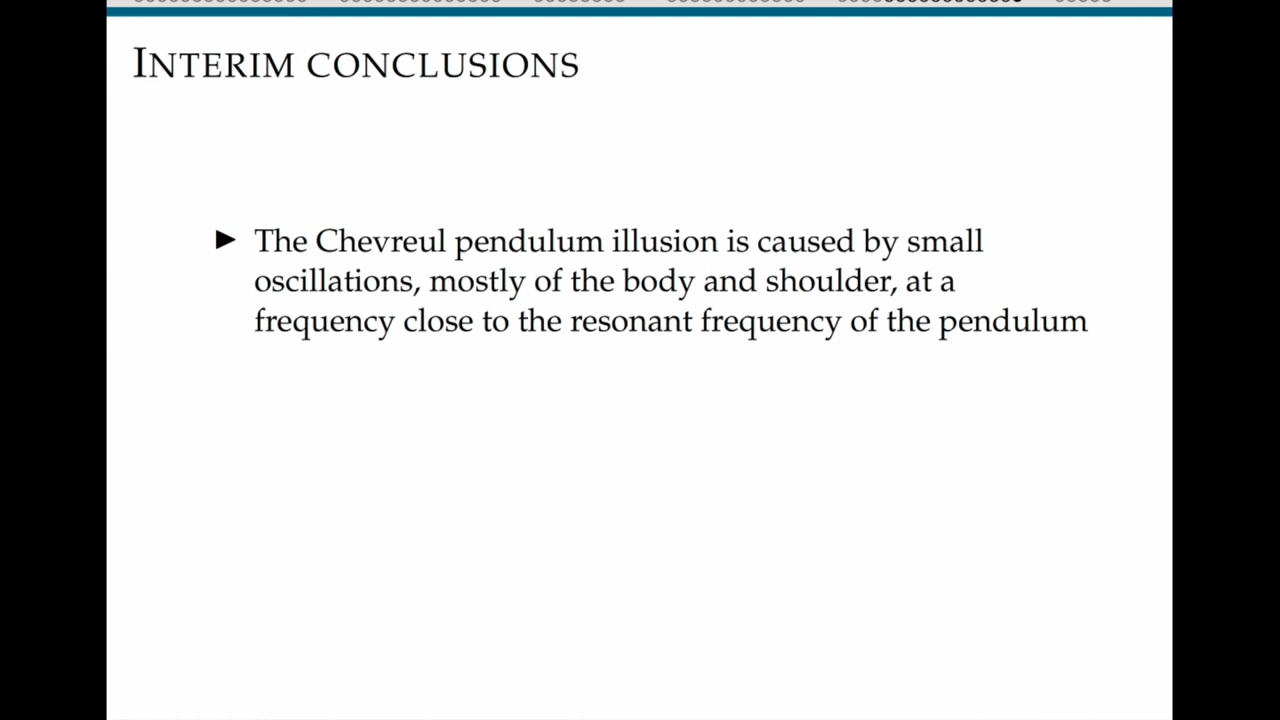 INTERIM CONCLUSIONS
▶ The Chevreul pendulum illusion is caused by small
oscillations, mostly of the body and shoulder, at a
frequency close to the resonant frequency of the pendulum